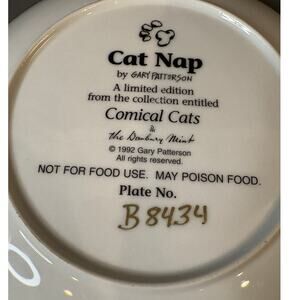 Cat Nap
by GARY PATTERSON
A limited edition
from the collection entitled
Comical Cats
&
the Danbury Mint
© 1992 Gary Patterson
All rights reserved.
NOT FOR FOOD USE. MAY POISON FOOD.
Plate No.
B8434